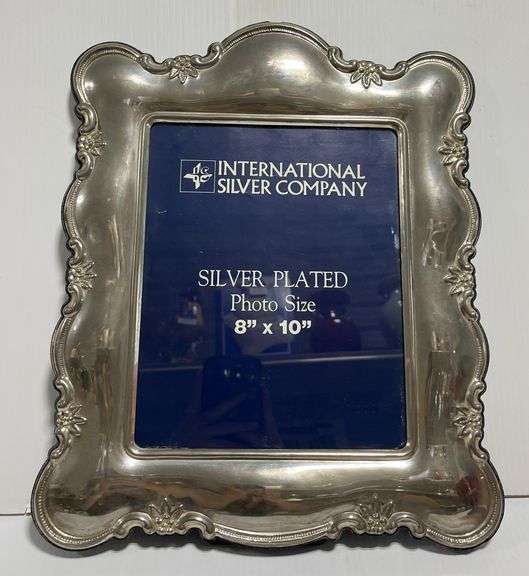 INTERNATIONAL
SILVER COMPANY
SILVER PLATED
Photo Size
8" x 10"